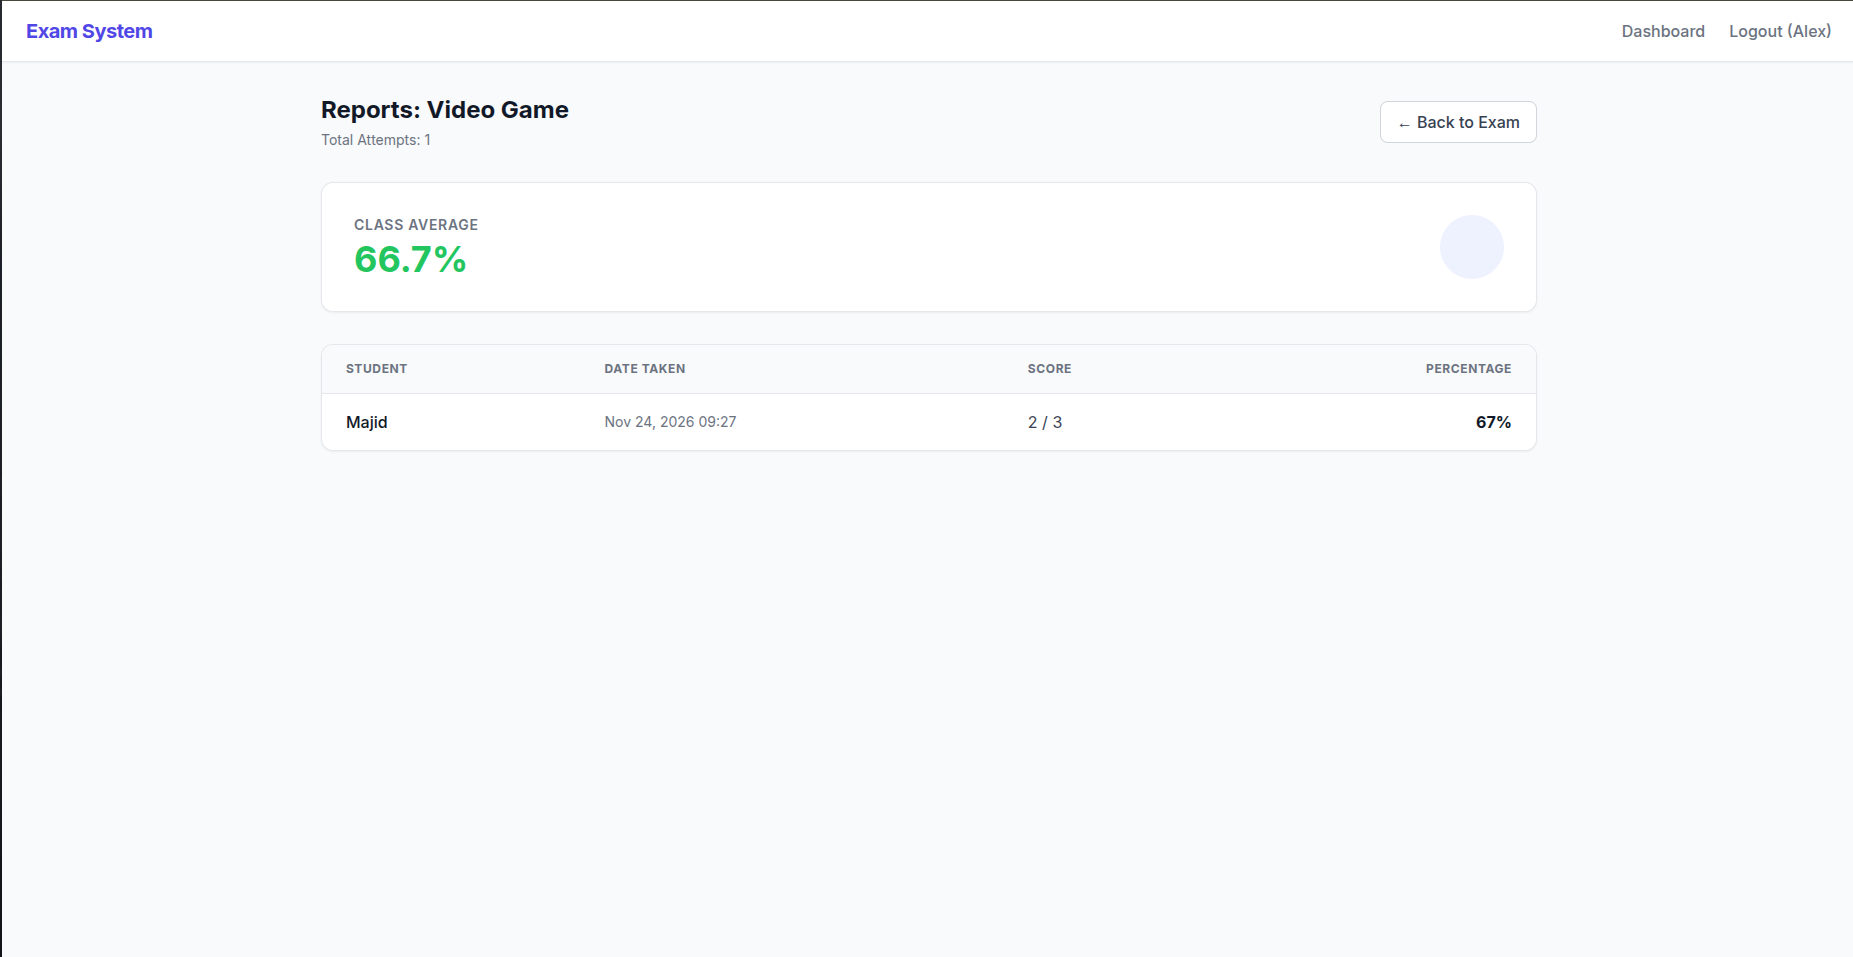 Exam System
Dashboard
Logout (Alex)
Reports: Video Game
Total Attempts: 1
← Back to Exam
CLASS AVERAGE
66.7%
STUDENT DATE TAKEN SCORE PERCENTAGE
Majid Nov 24, 2026 09:27 2 / 3 67%